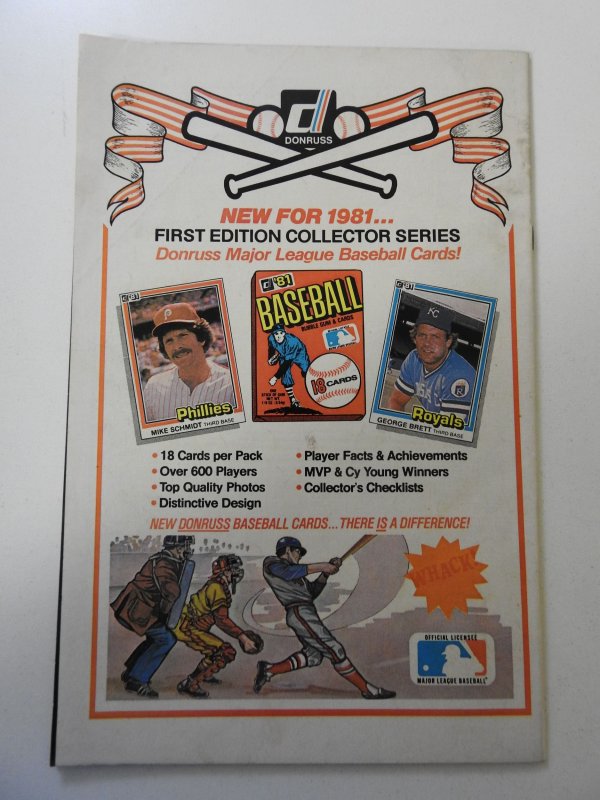 d
DONRUSS
NEW FOR 1981...
FIRST EDITION COLLECTOR SERIES
Donruss Major League Baseball Cards!
'81
Phillies
MIKE SCHMIDT THIRD BASE
'81
BASEBALL
BUBBLE GUM & CARDS
18 CARDS
'81
KC
Royals
GEORGE BRETT THIRD BASE
• 18 Cards per Pack
• Over 600 Players
• Top Quality Photos
• Distinctive Design
• Player Facts & Achievements
• MVP & Cy Young Winners
• Collector's Checklists
NEW DONRUSS BASEBALL CARDS...THERE IS A DIFFERENCE!
WHACK!
OFFICIAL LICENSEE
MAJOR LEAGUE BASEBALL